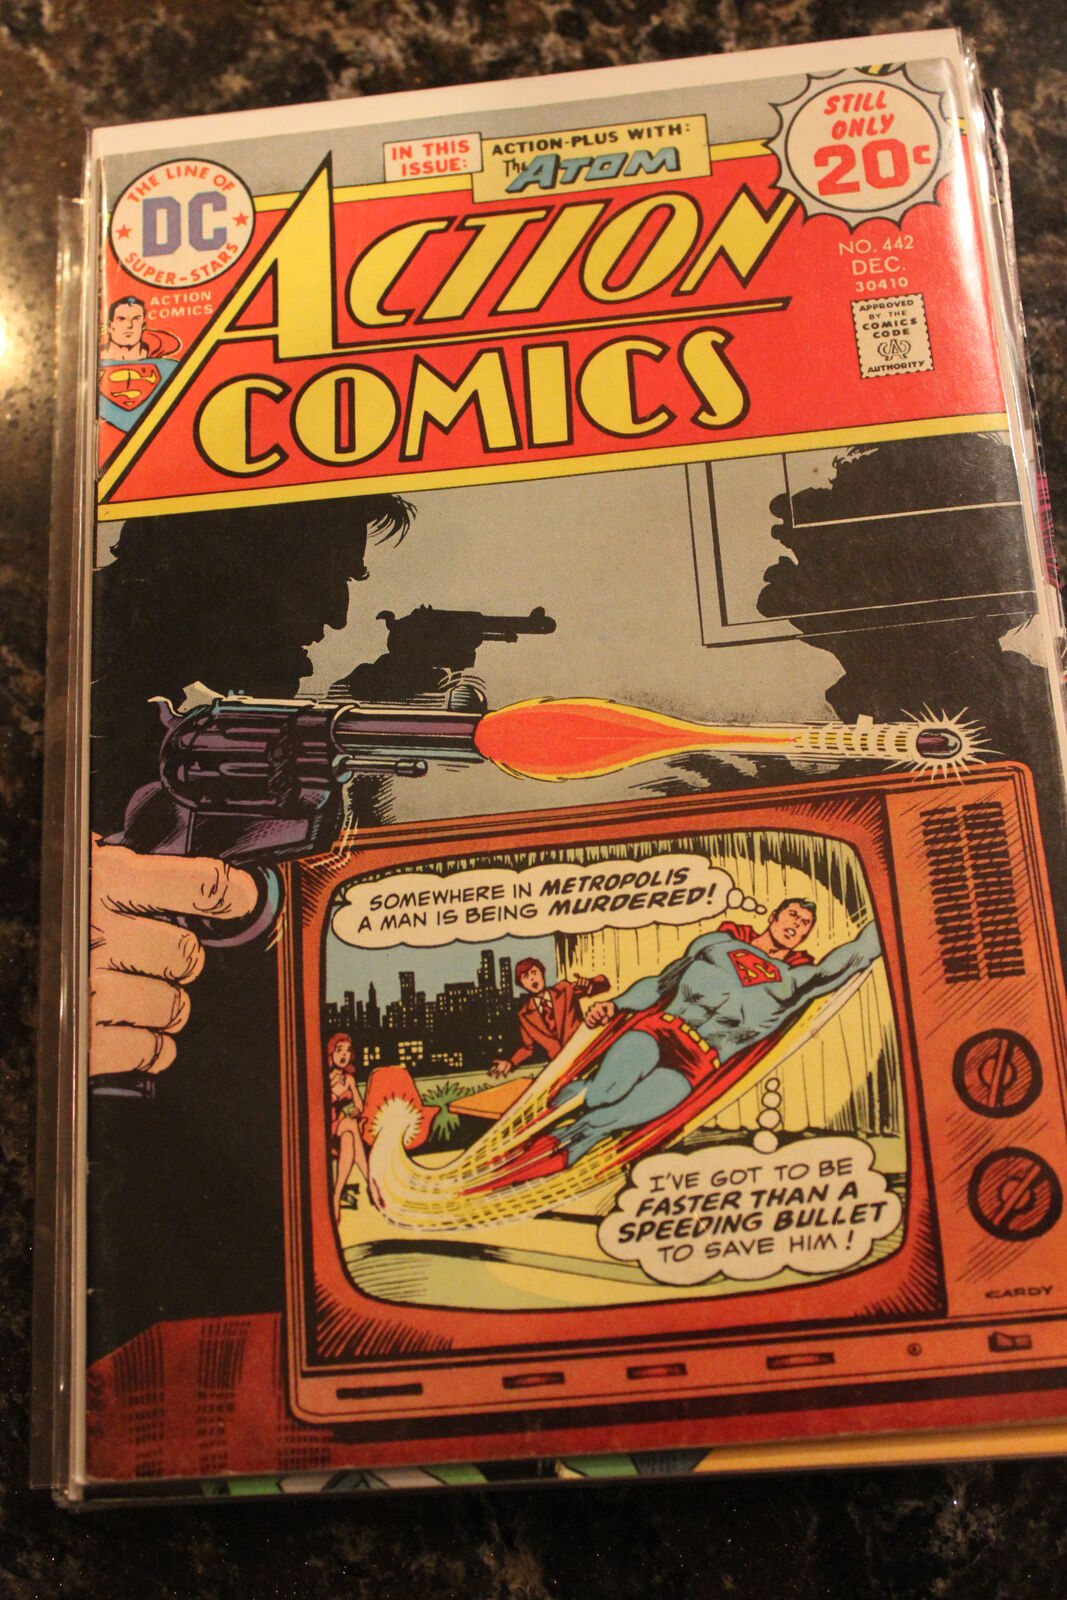 IN THIS
ISSUE:
ACTION-PLUS WITH:
The ATOM
STILL
ONLY
20c
THE LINE OF
DC
SUPER-STARS
ACTION
COMICS
ACTION
COMICS
NO. 442
DEC.
30410
APPROVED
BY THE
COMICS
CODE
CA
AUTHORITY
SOMEWHERE IN METROPOLIS
A MAN IS BEING MURDERED!
I'VE GOT TO BE
FASTER THAN A
SPEEDING BULLET
TO SAVE HIM!
CARDY